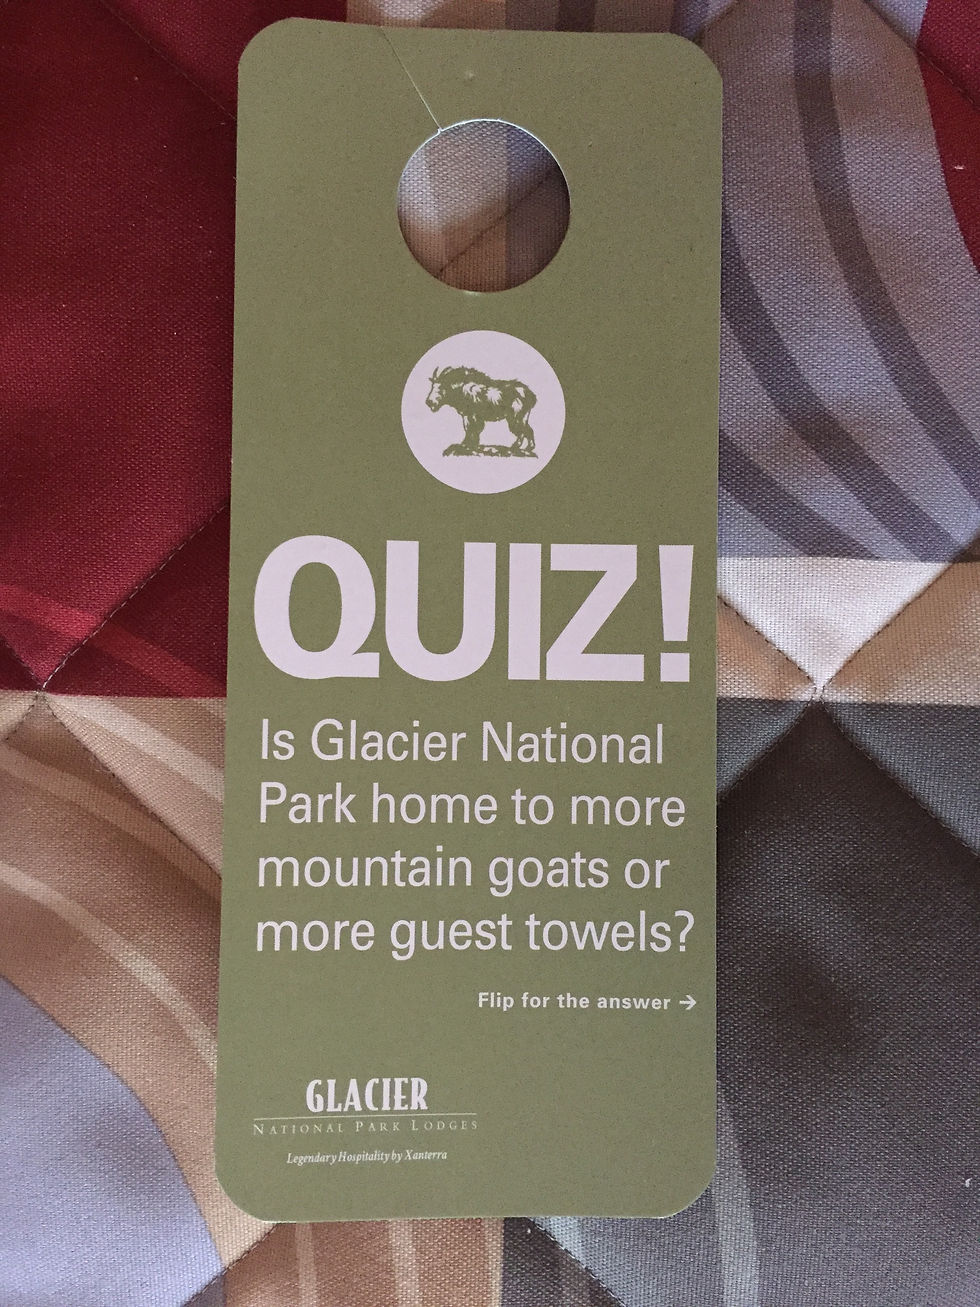 QUIZ!
Is Glacier National
Park home to more
mountain goats or
more guest towels?
Flip for the answer →
GLACIER
NATIONAL PARK LODGES
Legendary Hospitality by Xanterra